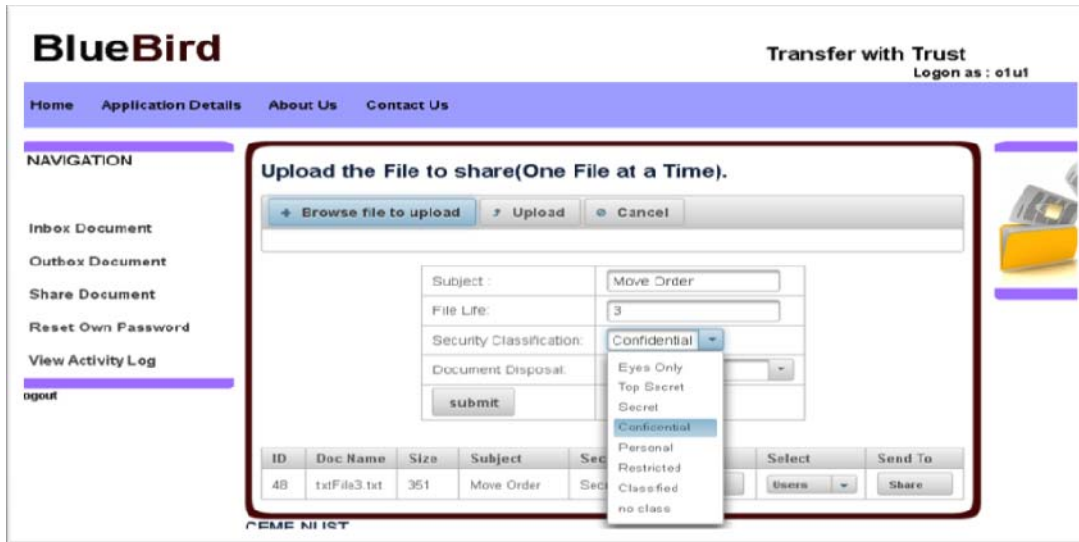 BlueBird
Transfer with Trust
Logon as : o1u1
Home Application Details About Us Contact Us
NAVIGATION
Inbox Document
Outbox Document
Share Document
Reset Own Password
View Activity Log
ogout
Upload the File to share(One File at a Time).
Browse file to upload Upload Cancel
Subject : Move Order
File Life: 3
Security Classification: Confidential
Document Disposal:
submit
Eyes Only
Top Secret
Secret
Confidential
Personal
Restricted
Classified
no class
ID Doc Name Size Subject Sec Select Send To
48 txtFile3.txt 351 Move Order Sec Users Share
CEME NUST